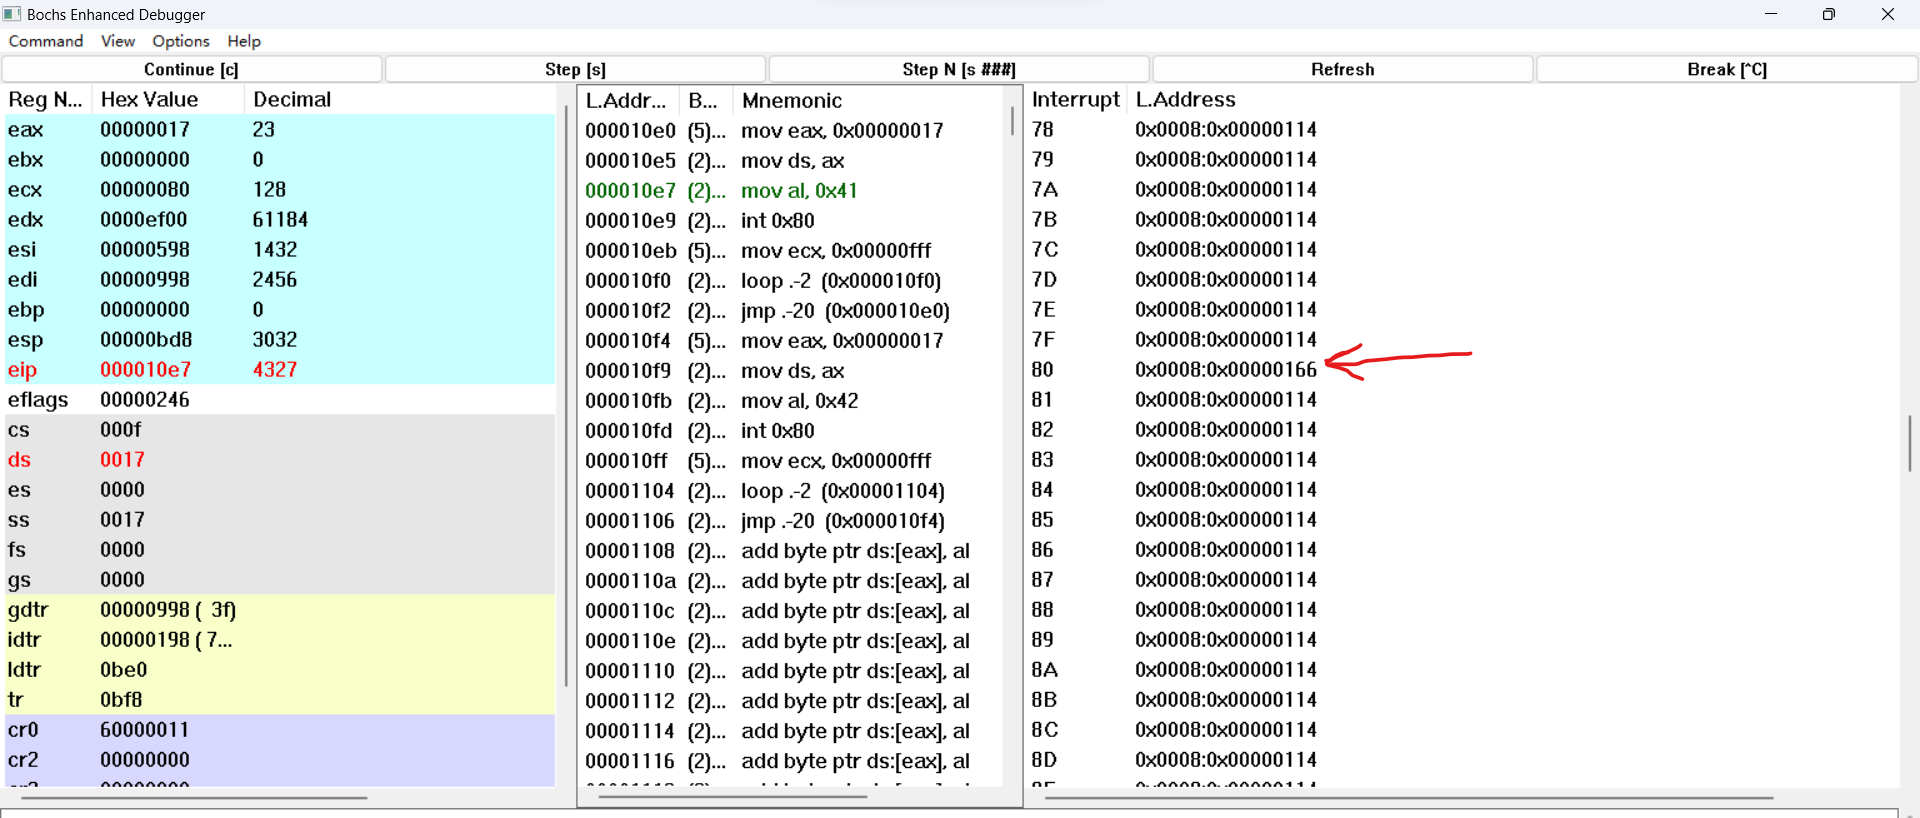 Bochs Enhanced Debugger
Command View Options Help
Continue [c] Step [s] Step N [s ###] Refresh Break [^C]
Reg N... Hex Value Decimal
eax 00000017 23
ebx 00000000 0
ecx 00000080 128
edx 0000ef00 61184
esi 00000598 1432
edi 00000998 2456
ebp 00000000 0
esp 00000bd8 3032
eip 000010e7 4327
eflags 00000246
cs 000f
ds 0017
es 0000
ss 0017
fs 0000
gs 0000
gdtr 00000998 ( 3f)
idtr 00000198 ( 7...
ldtr 0be0
tr 0bf8
cr0 60000011
cr2 00000000
L.Addr... B... Mnemonic
000010e0 (5)... mov eax, 0x00000017
000010e5 (2)... mov ds, ax
000010e7 (2)... mov al, 0x41
000010e9 (2)... int 0x80
000010eb (5)... mov ecx, 0x00000fff
000010f0 (2)... loop .-2 (0x000010f0)
000010f2 (2)... jmp .-20 (0x000010e0)
000010f4 (5)... mov eax, 0x00000017
000010f9 (2)... mov ds, ax
000010fb (2)... mov al, 0x42
000010fd (2)... int 0x80
000010ff (5)... mov ecx, 0x00000fff
00001104 (2)... loop .-2 (0x00001104)
00001106 (2)... jmp .-20 (0x000010f4)
00001108 (2)... add byte ptr ds:[eax], al
0000110a (2)... add byte ptr ds:[eax], al
0000110c (2)... add byte ptr ds:[eax], al
0000110e (2)... add byte ptr ds:[eax], al
00001110 (2)... add byte ptr ds:[eax], al
00001112 (2)... add byte ptr ds:[eax], al
00001114 (2)... add byte ptr ds:[eax], al
00001116 (2)... add byte ptr ds:[eax], al
Interrupt L.Address
78 0x0008:0x00000114
79 0x0008:0x00000114
7A 0x0008:0x00000114
7B 0x0008:0x00000114
7C 0x0008:0x00000114
7D 0x0008:0x00000114
7E 0x0008:0x00000114
7F 0x0008:0x00000114
80 0x0008:0x00000166
81 0x0008:0x00000114
82 0x0008:0x00000114
83 0x0008:0x00000114
84 0x0008:0x00000114
85 0x0008:0x00000114
86 0x0008:0x00000114
87 0x0008:0x00000114
88 0x0008:0x00000114
89 0x0008:0x00000114
8A 0x0008:0x00000114
8B 0x0008:0x00000114
8C 0x0008:0x00000114
8D 0x0008:0x00000114